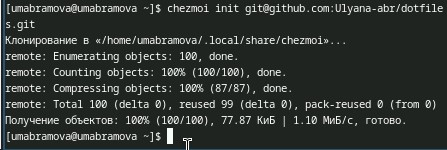 [umabramova@umabramova ~]$ chezmoi init git@github.com:Ulyana-abr/dotfile
s.git
Клонирование в «/home/umabramova/.local/share/chezmoi»...
remote: Enumerating objects: 100, done.
remote: Counting objects: 100% (100/100), done.
remote: Compressing objects: 100% (87/87), done.
remote: Total 100 (delta 0), reused 99 (delta 0), pack-reused 0 (from 0)
Получение объектов: 100% (100/100), 77.87 КиБ | 1.10 МиБ/с, готово.
[umabramova@umabramova ~]$